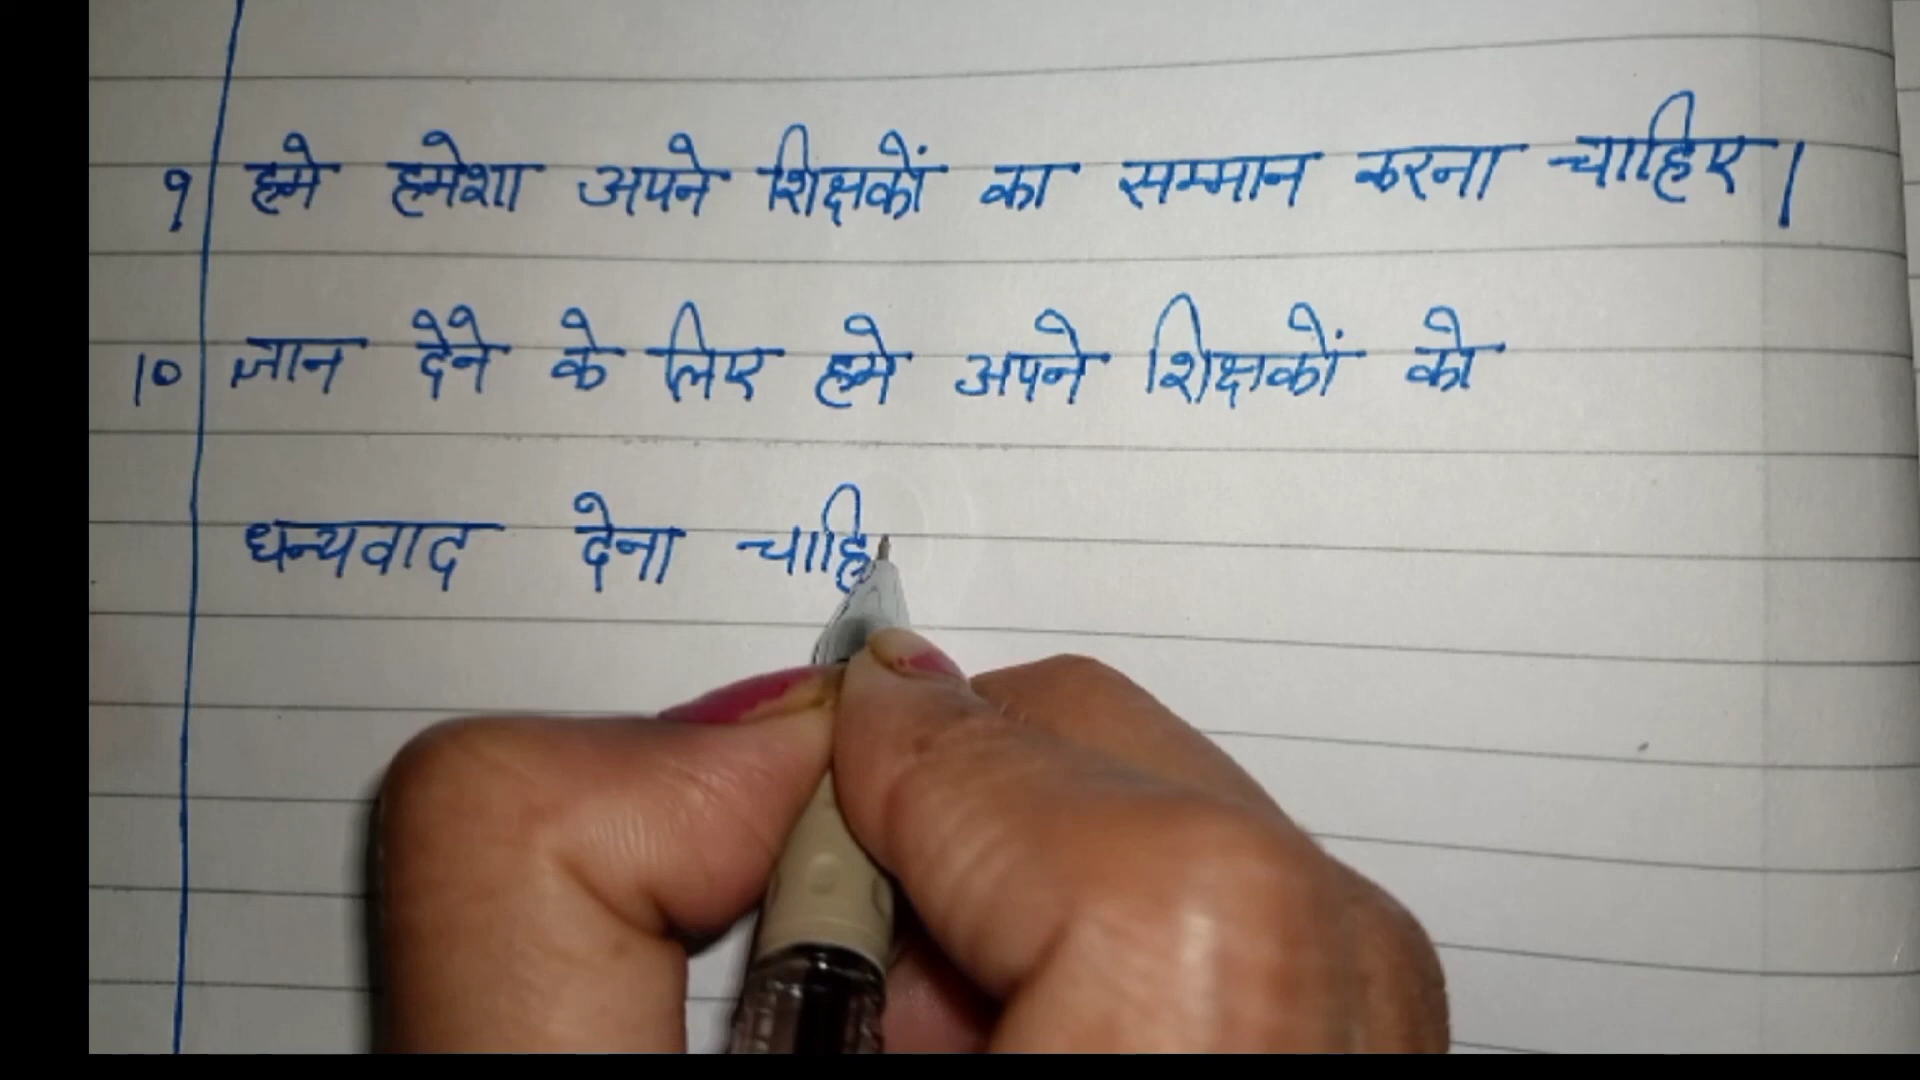 9 हमे हमेशा अपने शिक्षकों का सम्मान करना चाहिए।
10 ज्ञान देने के लिए हमे अपने शिक्षकों को
धन्यवाद देना चाहि